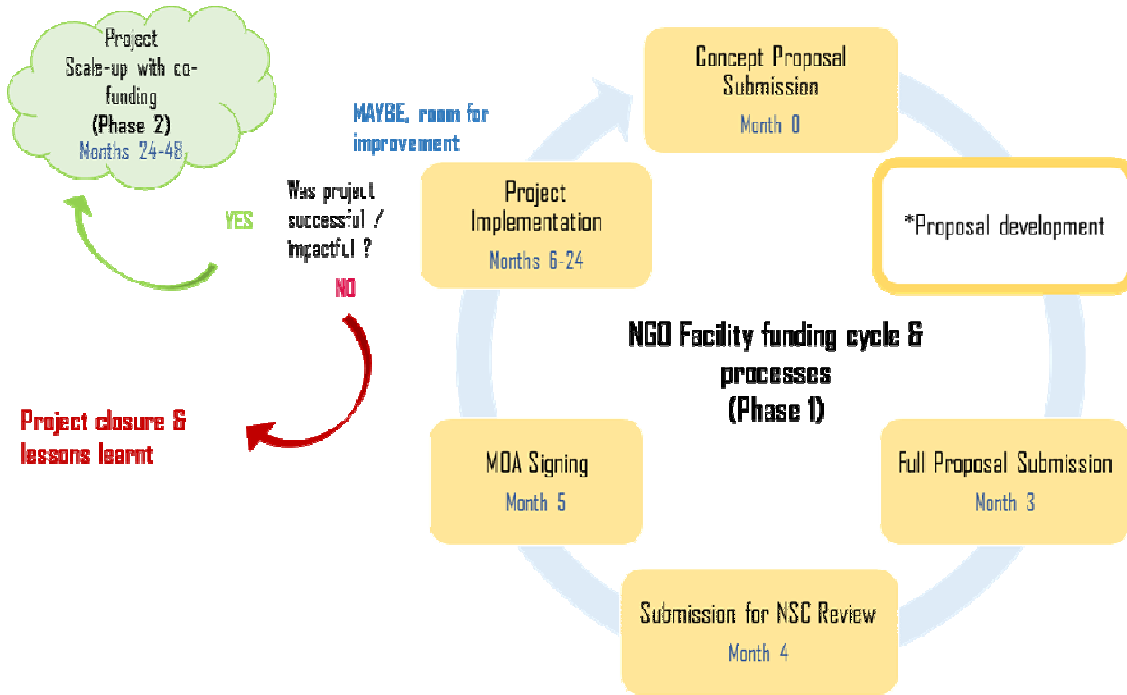 Project
Scale-up with co-
funding
(Phase 2)
Months 24-48
YES
Was project
successful /
impactful ?
NO
MAYBE, room for
improvement
Project closure &
lessons learnt
Concept Proposal
Submission
Month 0
*Proposal development
Full Proposal Submission
Month 3
Submission for NSC Review
Month 4
MOA Signing
Month 5
Project
Implementation
Months 6-24
NGO Facility funding cycle &
processes
(Phase 1)